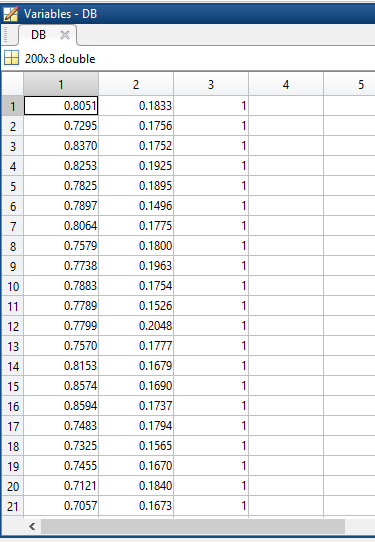 Variables - DB
DB
200x3 double
1 2 3 4 5
1 0.8051 0.1833 1
2 0.7295 0.1756 1
3 0.8370 0.1752 1
4 0.8253 0.1925 1
5 0.7825 0.1895 1
6 0.7897 0.1496 1
7 0.8064 0.1775 1
8 0.7579 0.1800 1
9 0.7738 0.1963 1
10 0.7883 0.1754 1
11 0.7789 0.1526 1
12 0.7799 0.2048 1
13 0.7570 0.1777 1
14 0.8153 0.1679 1
15 0.8574 0.1690 1
16 0.8594 0.1737 1
17 0.7483 0.1794 1
18 0.7325 0.1565 1
19 0.7455 0.1670 1
20 0.7121 0.1840 1
21 0.7057 0.1673 1